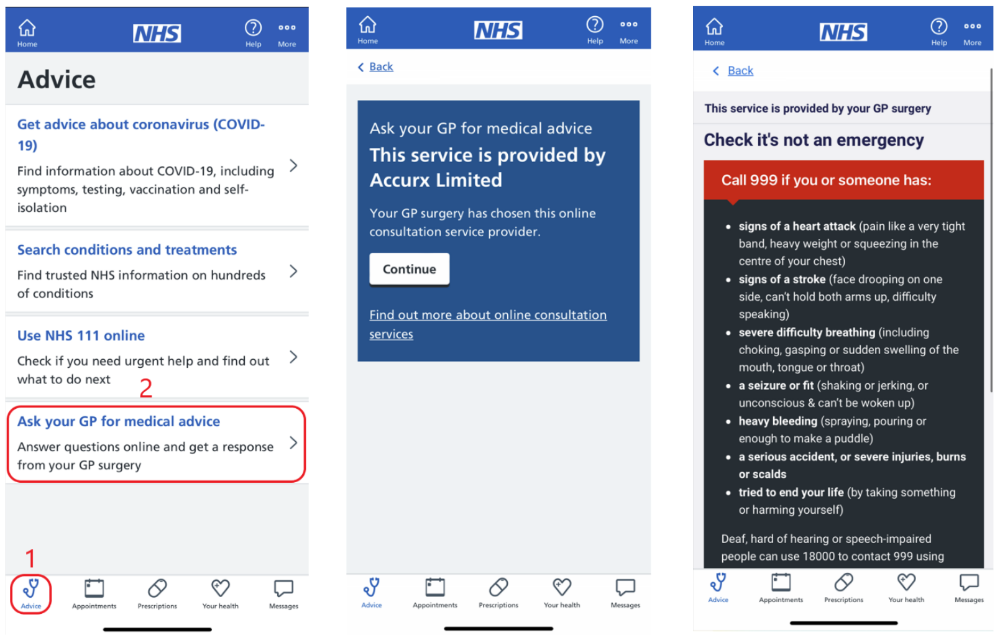 Home
NHS
Help
More
Advice
Get advice about coronavirus (COVID-
19)
Find information about COVID-19, including
symptoms, testing, vaccination and self-
isolation
Search conditions and treatments
Find trusted NHS information on hundreds
of conditions
Use NHS 111 online
Check if you need urgent help and find out
what to do next
2
Ask your GP for medical advice
Answer questions online and get a response
from your GP surgery
1
Advice
Appointments
Prescriptions
Your health
Messages
Home
NHS
Help
More
Back
Ask your GP for medical advice
This service is provided by
Accurx Limited
Your GP surgery has chosen this online
consultation service provider.
Continue
Find out more about online consultation
services
Advice
Appointments
Prescriptions
Your health
Messages
Home
NHS
Help
More
Back
This service is provided by your GP surgery
Check it's not an emergency
Call 999 if you or someone has:
• signs of a heart attack (pain like a very tight
band, heavy weight or squeezing in the
centre of your chest)
• signs of a stroke (face drooping on one
side, can't hold both arms up, difficulty
speaking)
• severe difficulty breathing (including
choking, gasping or sudden swelling of the
mouth, tongue or throat)
• a seizure or fit (shaking or jerking, or
unconscious & can't be woken up)
• heavy bleeding (spraying, pouring or
enough to make a puddle)
• a serious accident, or severe injuries, burns
or scalds
• tried to end your life (by taking something
or harming yourself)
Deaf, hard of hearing or speech-impaired
people can use 18000 to contact 999 using
Advice
Appointments
Prescriptions
Your health
Messages